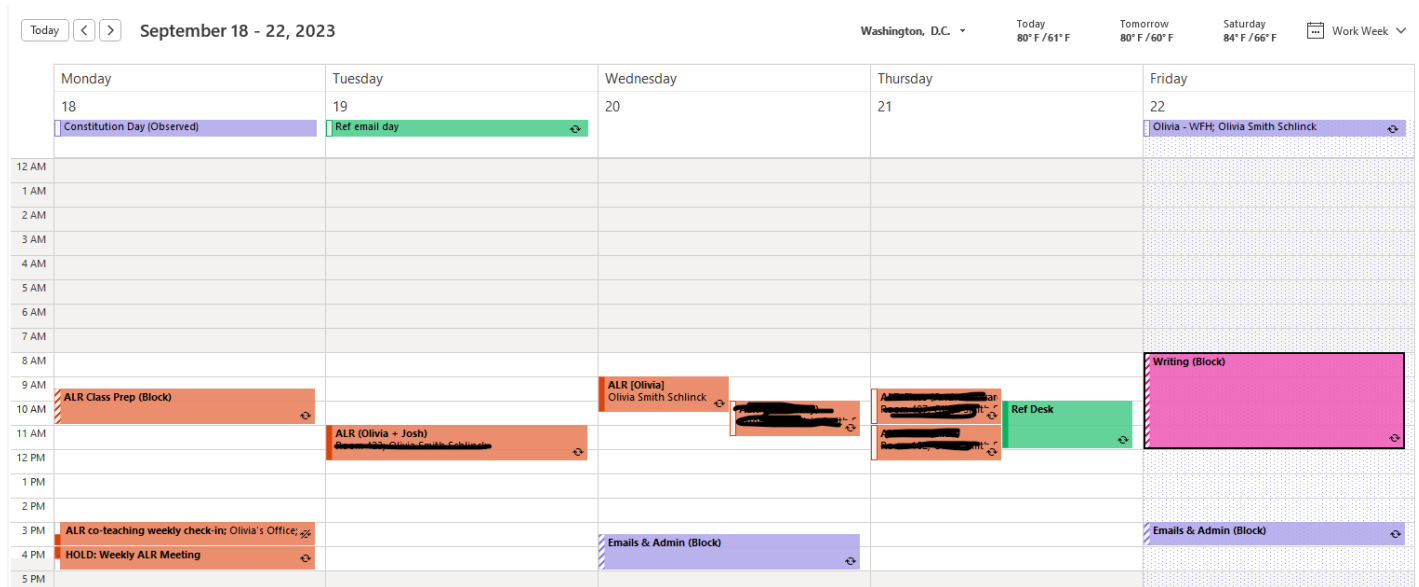 Today
September 18 - 22, 2023
Washington, D.C.
Today
80° F / 61° F
Tomorrow
80° F / 60° F
Saturday
84° F / 66° F
Work Week
Monday
Tuesday
Wednesday
Thursday
Friday
18
19
20
21
22
Constitution Day (Observed)
Ref email day
Olivia - WFH; Olivia Smith Schlinck
12 AM
1 AM
2 AM
3 AM
4 AM
5 AM
6 AM
7 AM
8 AM
9 AM
10 AM
11 AM
12 PM
1 PM
2 PM
3 PM
4 PM
5 PM
ALR Class Prep (Block)
ALR co-teaching weekly check-in; Olivia's Office;
HOLD: Weekly ALR Meeting
ALR (Olivia + Josh)
ALR [Olivia]
Olivia Smith Schlinck
Emails & Admin (Block)
Ref Desk
Writing (Block)
Emails & Admin (Block)